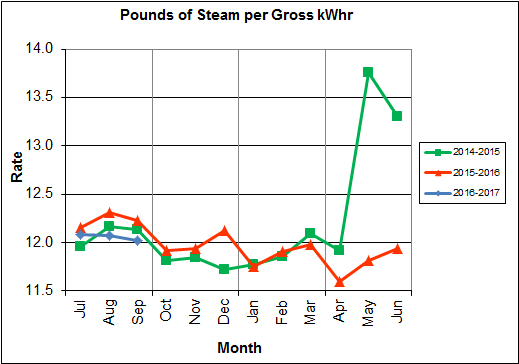 Pounds of Steam per Gross kWhr
14.0
13.5
13.0
12.5
12.0
11.5
Rate
Jul
Aug
Sep
Oct
Nov
Dec
Jan
Feb
Mar
Apr
May
Jun
Month
2014-2015
2015-2016
2016-2017